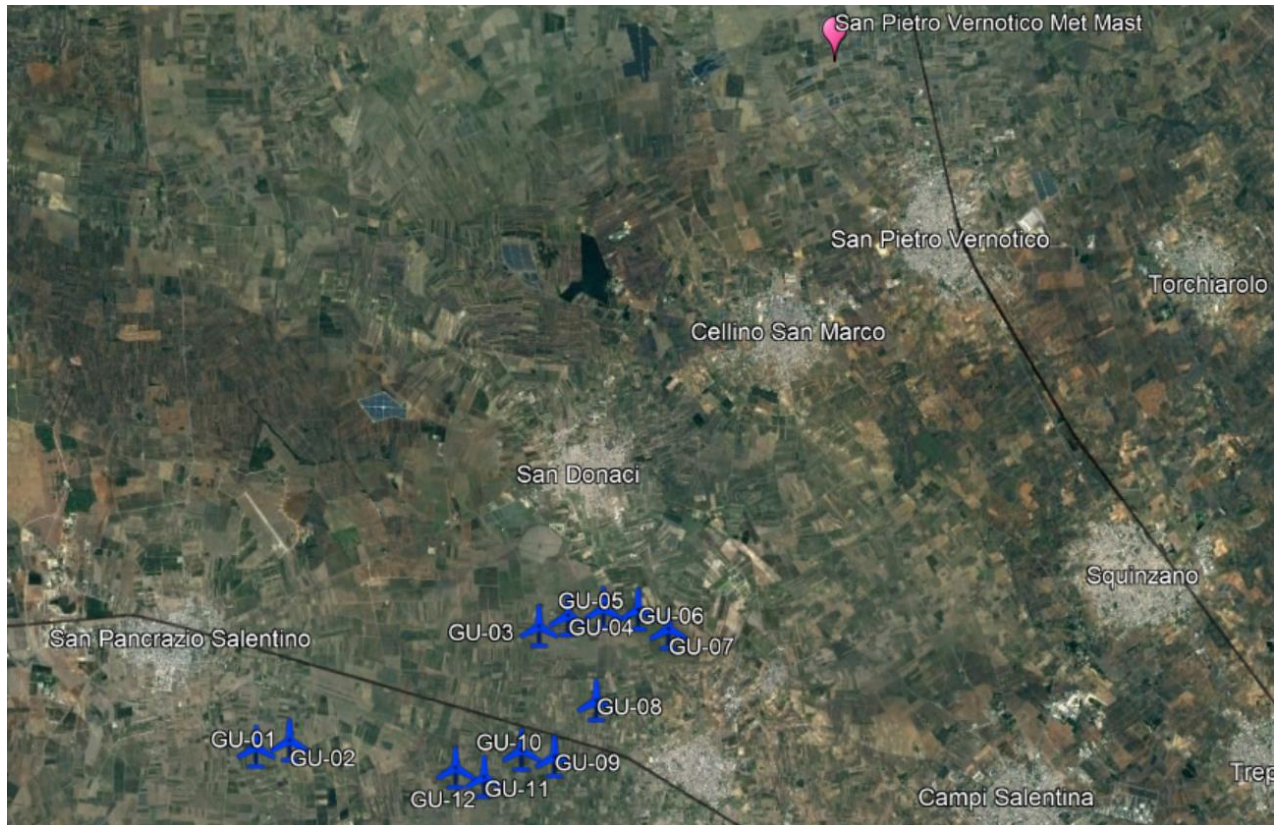 San Pietro Vernotico Met Mast
San Pietro Vernotico
Torchiarolo
Cellino San Marco
San Donaci
Squinzano
GU-05
GU-06
GU-04
GU-03
San Pancrazio Salentino
GU-07
GU-08
GU-01
GU-10
GU-02
GU-09
Trep
GU-11
GU-12
Campi Salentina